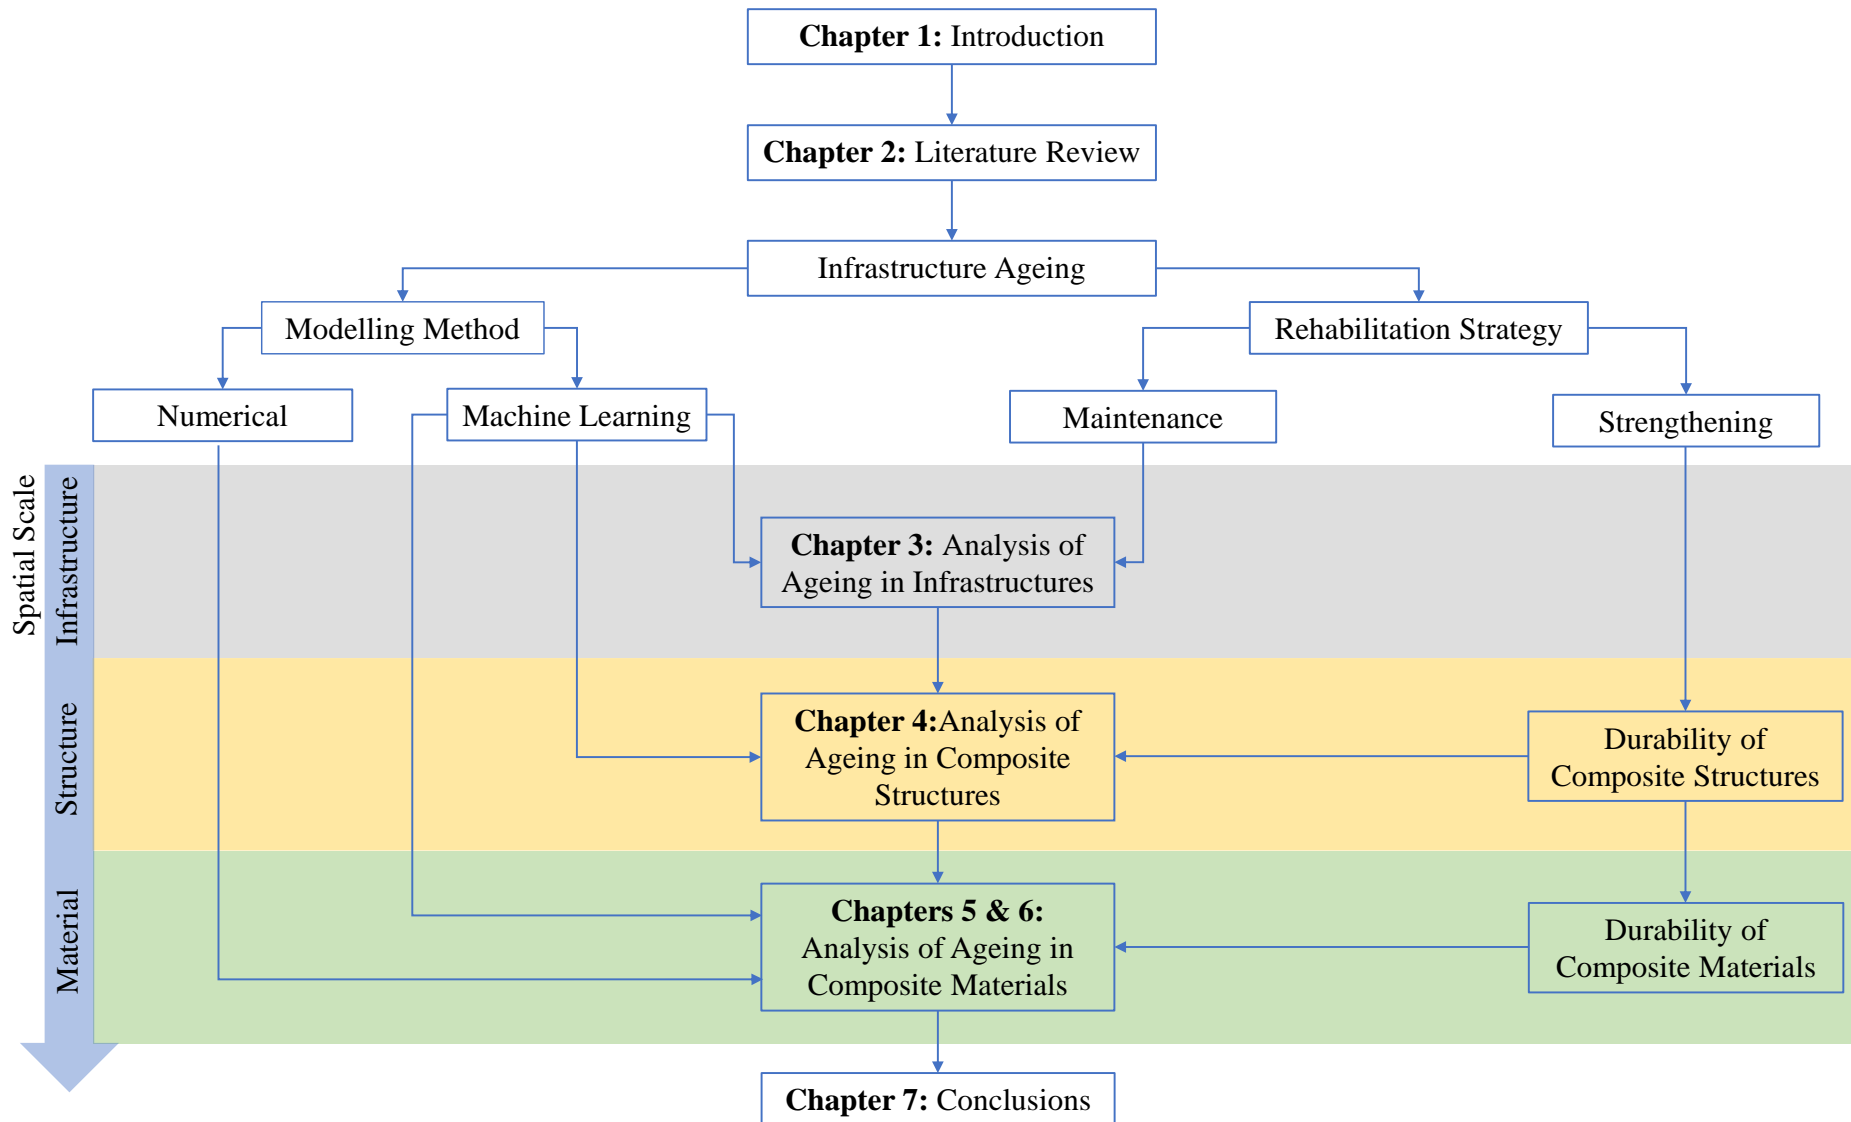 Chapter 1: Introduction
Chapter 2: Literature Review
Infrastructure Ageing
Modelling Method
Rehabilitation Strategy
Numerical
Machine Learning
Maintenance
Strengthening
Spatial Scale
Infrastructure
Chapter 3: Analysis of
Ageing in Infrastructures
Structure
Chapter 4:Analysis of
Ageing in Composite
Structures
Durability of
Composite Structures
Material
Chapters 5 & 6:
Analysis of Ageing in
Composite Materials
Durability of
Composite Materials
Chapter 7: Conclusions